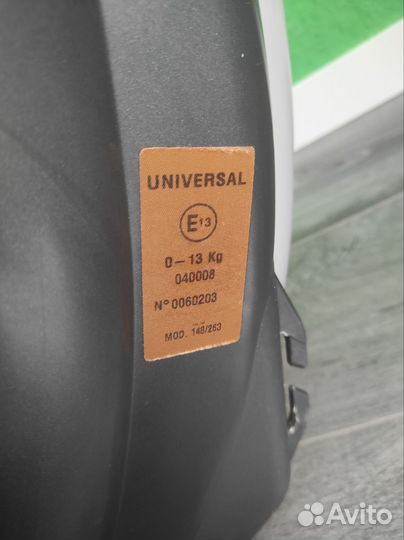 UNIVERSAL
E13
0–13 Kg
040008
N° 0060203
MOD. 148/263
Avito